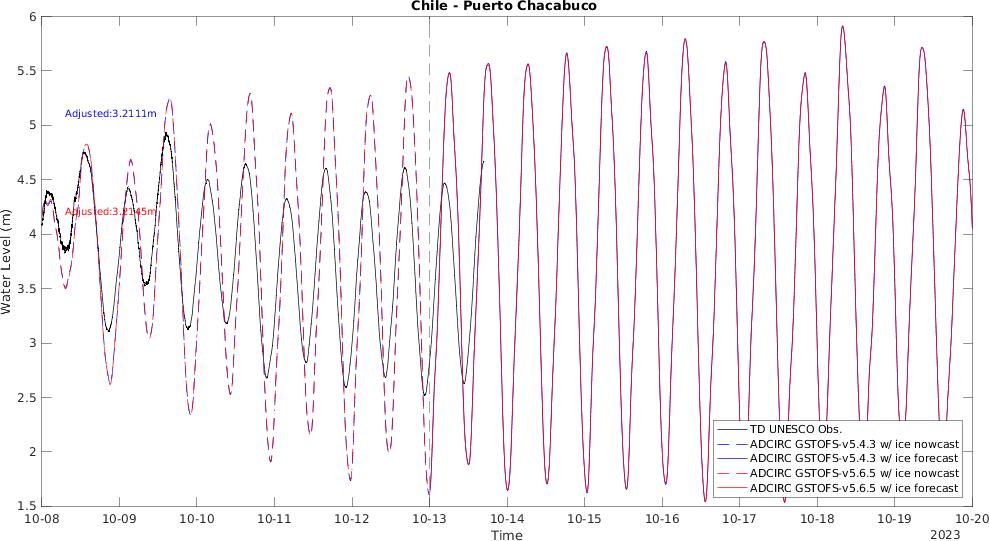 Chile - Puerto Chacabuco
6
5.5
5
4.5
4
3.5
3
2.5
2
1.5
Water Level (m)
Adjusted:3.2111m
Adjusted:3.2145m
TD UNESCO Obs.
ADCIRC GSTOFS-v5.4.3 w/ ice nowcast
ADCIRC GSTOFS-v5.4.3 w/ ice forecast
ADCIRC GSTOFS-v5.6.5 w/ ice nowcast
ADCIRC GSTOFS-v5.6.5 w/ ice forecast
10-08 10-09 10-10 10-11 10-12 10-13 10-14 10-15 10-16 10-17 10-18 10-19 10-20
Time
2023